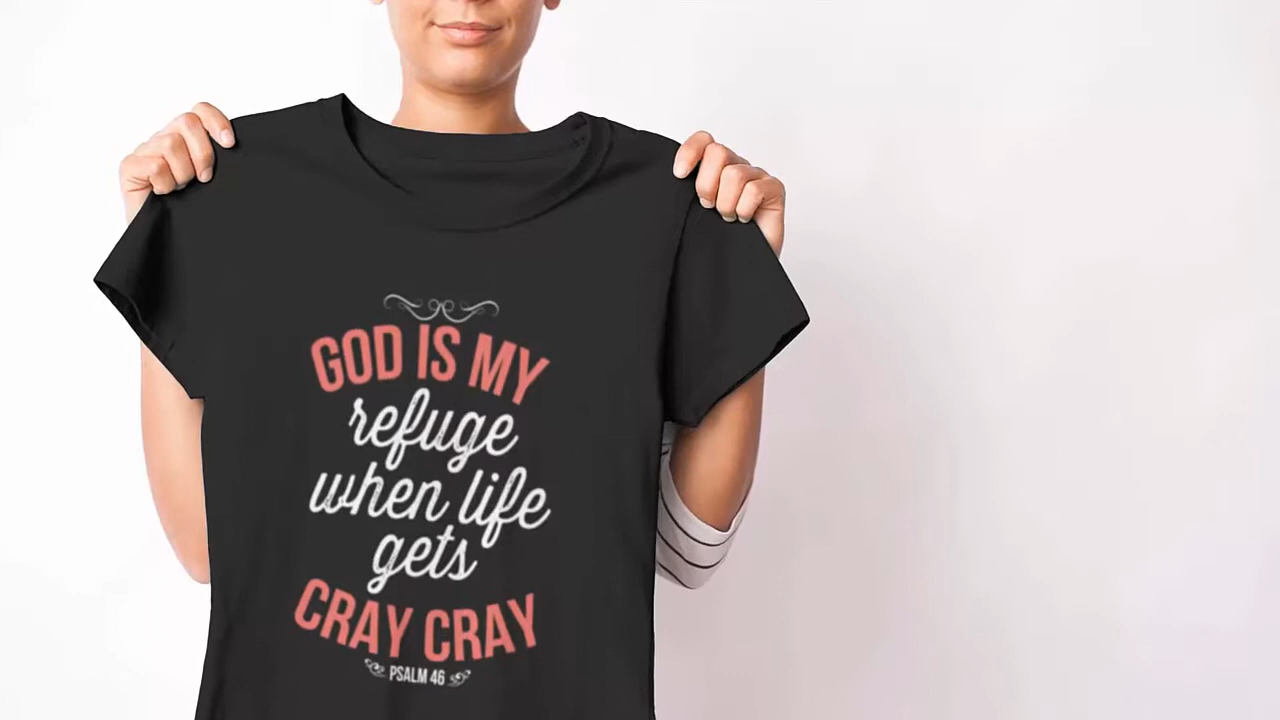 GOD IS MY
refuge
when life
gets
CRAY CRAY
PSALM 46